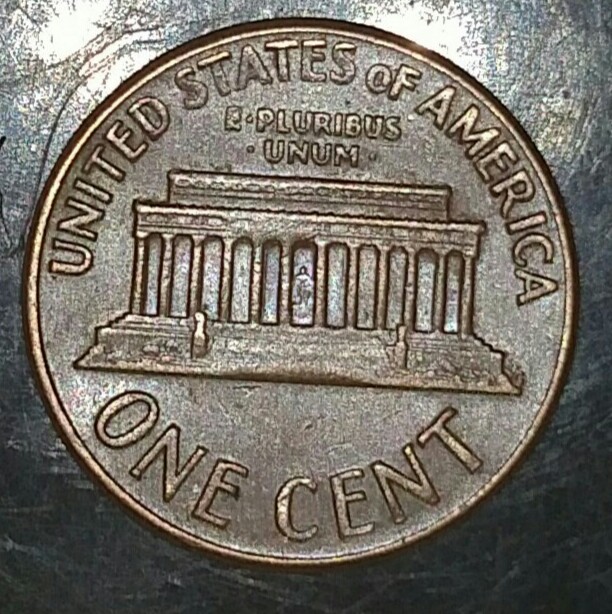 UNITED STATES OF AMERICA
E·PLURIBUS
·UNUM·
ONE CENT